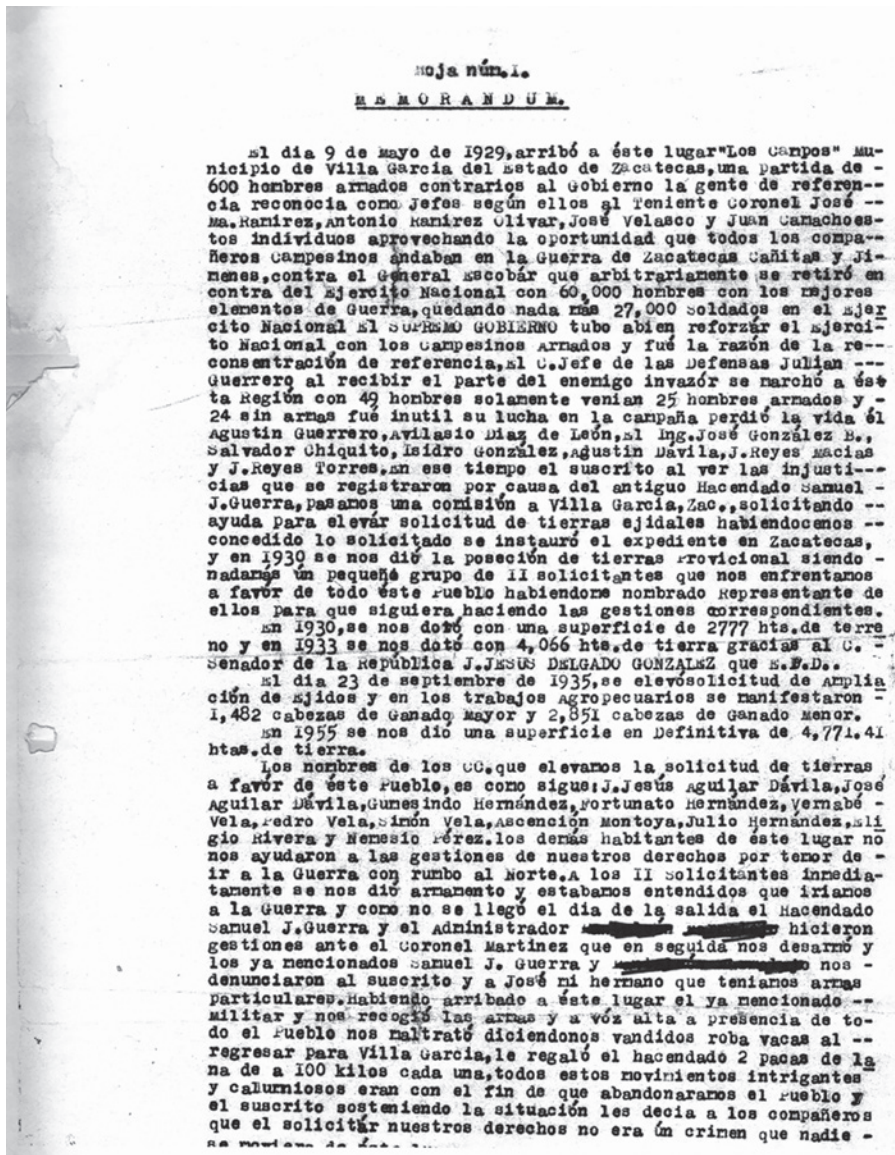 Hoja núm.I.
MEMORANDUM.
El dia 9 de Mayo de I929,arribó a éste lugar"Los Campos" Mu-
nicipio de Villa García del Estado de Zacatecas,una partida de -
600 hombres armados contrarios al Gobierno la gente de referen--
cia reconocia como Jefes según ellos al Teniente Coronel José --
Ma.Ramirez,Antonio Ramirez Olivar,José Velasco y Juan Camachoes-
tos individuos aprovechando la oportunidad que todos los compa--
ñeros Campesinos andaban en la Guerra de Zacatecas Cañitas y Ji-
menes,contra el General Escobár que arbitrariamente se retiró en
contra del Ejercito Nacional con 60,000 hombres con los mejores
elementos de Guerra,quedando nada más 27,000 Soldados en el Ejer
cito Nacional El SUPREMO GOBIERNO tubo abien reforzár el Ejerci-
to Nacional con los Campesinos Armados y fué la razón de la re--
consentración de referencia,El C.Jefe de las Defensas Julian ---
Guerrero al recibir el parte del enemigo invazór se marchó a és
ta Región con 49 hombres solamente venian 25 hombres armados y -
24 sin armas fué inutil su lucha en la campaña perdió la vida él
Agustin Guerrero,Avilasio Diaz de León,El Ing.José González B.,
Salvador Chiquito,Isidro González,Agustin Dávila,J.Reyes Macias
y J.Reyes Torres.En ese tiempo el suscrito al ver las injusti---
cias que se registraron por causa del antiguo Hacendado Samuel -
J.Guerra,pasamos una comisión a Villa García,Zac.,solicitando --
ayuda para elevár solicitud de tierras ejidales habiendocenos --
concedido lo solicitado se instauró el expediente en Zacatecas,
y en I930 se nos dió la poseción de tierras Provicional siendo -
nadamás ún pequeño grupo de II solicitantes que nos enfrentamos
a favor de todo éste Pueblo habiendome nombrado Representante de
ellos para que siguiera haciendo las gestiones correspondientes.
En I930,se nos dotó con una superficie de 2777 hts.de terre
no y en I933 se nos dotó con 4,066 hts.de tierra gracias al C. -
Senador de la República J.JESUS DELGADO GONZALEZ que E.P.D..
El dia 23 de septiembre de I935,se elevósolicitud de Amplia
ción de Ejidos y en los trabajos Agropecuarios se manifestaron -
I,482 cabezas de Ganado Mayor y 2,851 cabezas de Ganado Menor.
En I955 se nos dió una superficie en Definitiva de 4,771.41
htas.de tierra.
Los nombres de los CC.que elevamos la solicitud de tierras
a favór de éste Pueblo,es como sigue:J.Jesús Aguilar Dávila,José
Aguilar Dávila,Gumesindo Hernández,Fortunato Hernández,Vernabé -
Vela,Pedro Vela,Simón Vela,Ascención Montoya,Julio Hernández,Eli
gio Rivera y Nemesio Pérez.los demás habitantes de éste lugar no
nos ayudaron a las gestiones de nuestros derechos por temor de -
ir a la Guerra con rumbo al Norte.A los II Solicitantes inmedia-
tamente se nos dió armamento y estabamos entendidos que iriamos
a la Guerra y como no se llegó el dia de la salida el Hacendado
Samuel J.Guerra y el Administrador hicieron
gestiones ante el Coronel Martinez que en seguida nos desarmó y
los ya mencionados Samuel J. Guerra y nos -
denunciaron al suscrito y a José mi hermano que teniamos armas
particulares.Habiendo arribado a éste lugar el ya mencionado --
Militar y nos recogió las armas y a vóz alta a presencia de to-
do el Pueblo nos maltrató diciendonos vandidos roba vacas al --
regresar para Villa García,le regaló el hacendado 2 pacas de la
na de a I00 kilos cada una,todos estos movimientos intrigantes
y calumniosos eran con el fin de que abandonaramos el Pueblo y
el suscrito sosteniendo la situación les decia a los compañeros
que el solicitár nuestros derechos no era ún crimen que nadie -